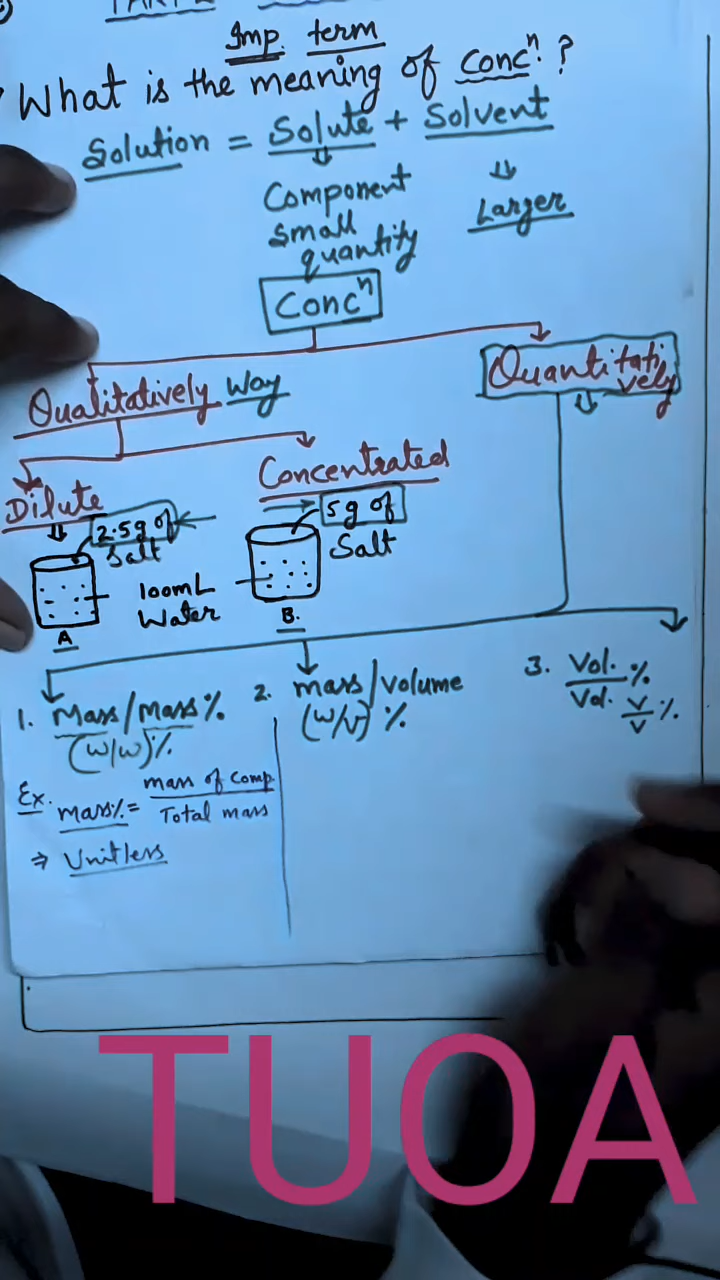 Imp. term
What is the meaning of Concⁿ. ?
Solution = Solute + Solvent
Component
small
quantity
Larger
Concⁿ
Qualitatively Way
Quantitati
vely
Dilute
Concentrated
2.5g of
Salt
5g of
Salt
100mL
Water
A
B.
1. Mass/Mass%
(W/W)%
2. mass/volume
(W/V) %
3. Vol./Vol. %
V/V %
Ex. mass% = mass of comp./Total mass
⇒ Unitless
TUOA